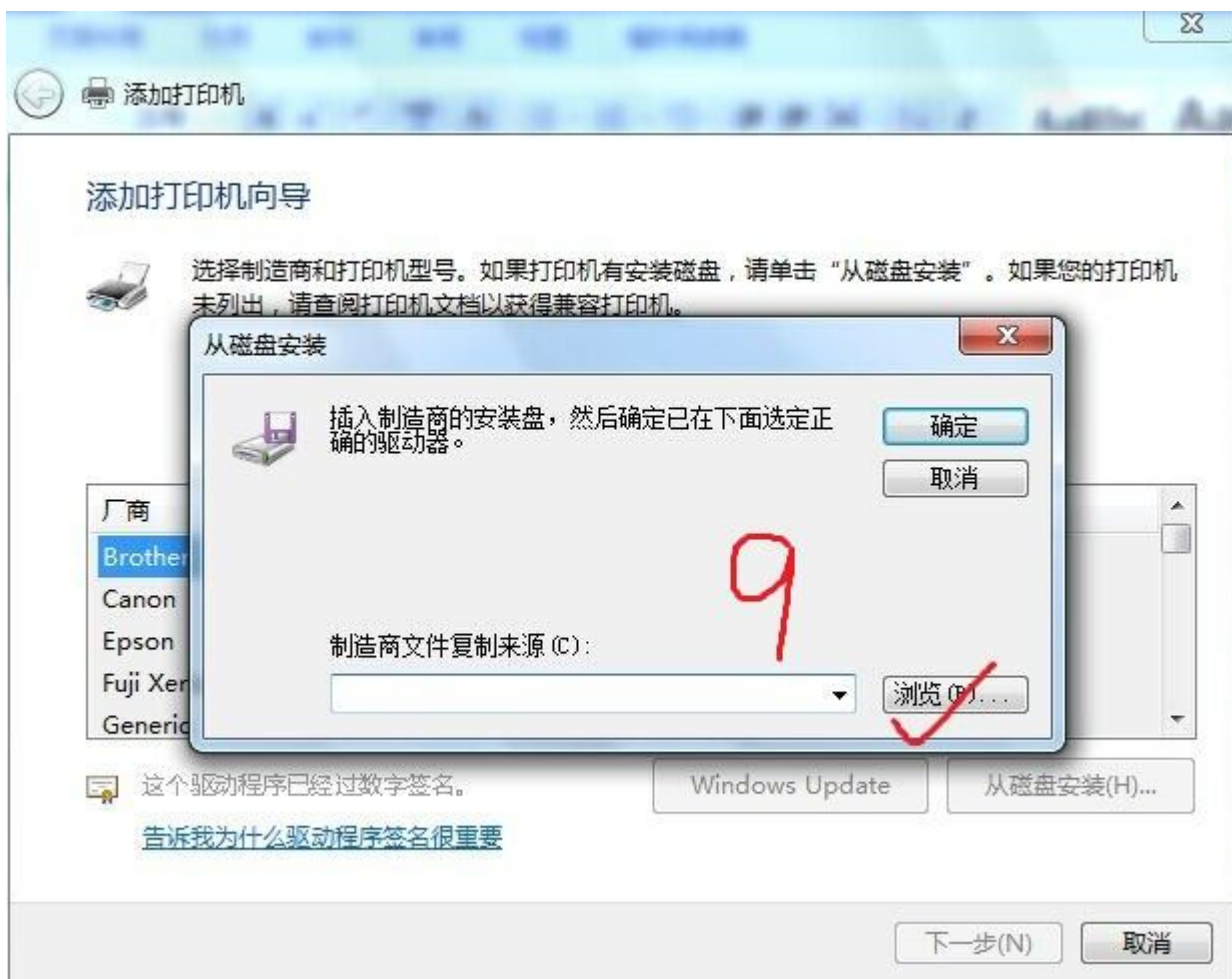 添加打印机
添加打印机向导
选择制造商和打印机型号。如果打印机有安装磁盘，请单击“从磁盘安装”。如果您的打印机
未列出，请查阅打印机文档以获得兼容打印机。
从磁盘安装
插入制造商的安装盘，然后确定已在下面选定正
确的驱动器。
确定
取消
厂商
Brother
Canon
Epson
Fuji Xer
Generic
9
制造商文件复制来源(C):
浏览(B)...
这个驱动程序已经过数字签名。
Windows Update
从磁盘安装(H)...
告诉我为什么驱动程序签名很重要
下一步(N)
取消